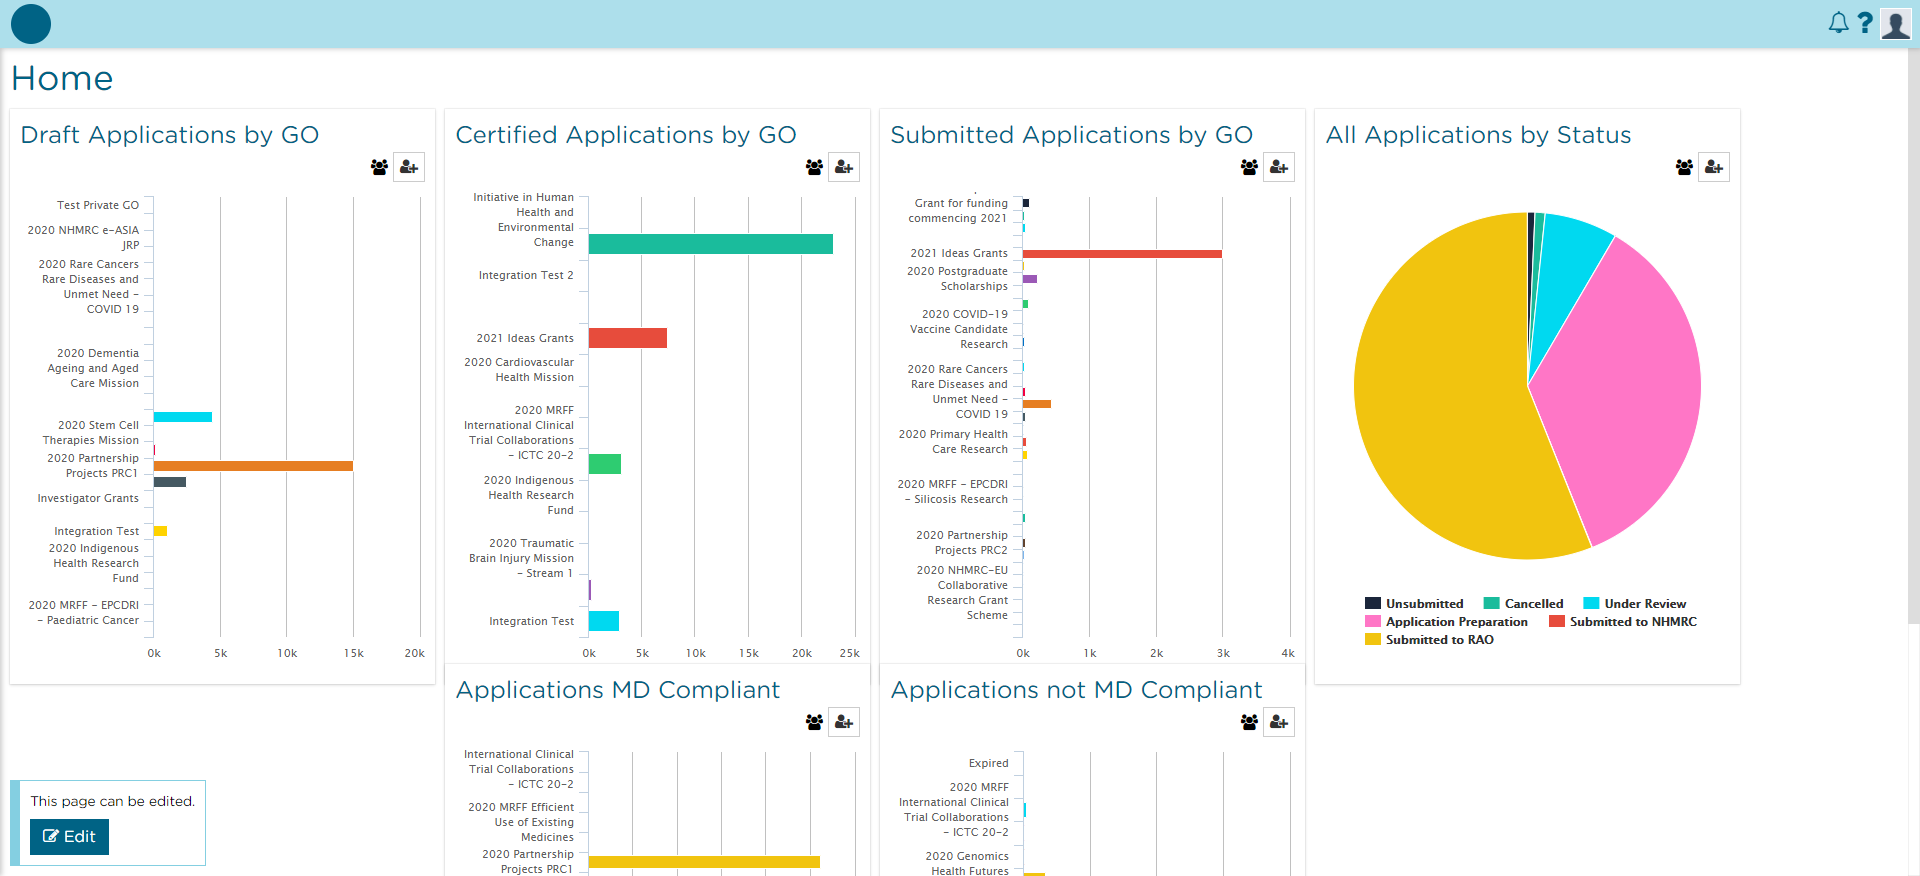 Home
Draft Applications by GO
Test Private GO
2020 NHMRC e-ASIA
JRP
2020 Rare Cancers
Rare Diseases and
Unmet Need -
COVID 19
2020 Dementia
Ageing and Aged
Care Mission
2020 Stem Cell
Therapies Mission
2020 Partnership
Projects PRC1
Investigator Grants
Integration Test
2020 Indigenous
Health Research
Fund
2020 MRFF - EPCDRI
- Paediatric Cancer
0k 5k 10k 15k 20k
Certified Applications by GO
Initiative in Human
Health and
Environmental
Change
Integration Test 2
2021 Ideas Grants
2020 Cardiovascular
Health Mission
2020 MRFF
International Clinical
Trial Collaborations
- ICTC 20-2
2020 Indigenous
Health Research
Fund
2020 Traumatic
Brain Injury Mission
- Stream 1
Integration Test
0k 5k 10k 15k 20k 25k
Submitted Applications by GO
Grant for funding
commencing 2021
2021 Ideas Grants
2020 Postgraduate
Scholarships
2020 COVID-19
Vaccine Candidate
Research
2020 Rare Cancers
Rare Diseases and
Unmet Need -
COVID 19
2020 Primary Health
Care Research
2020 MRFF - EPCDRI
- Silicosis Research
2020 Partnership
Projects PRC2
2020 NHMRC-EU
Collaborative
Research Grant
Scheme
0k 1k 2k 3k 4k
All Applications by Status
Unsubmitted Cancelled Under Review
Application Preparation Submitted to NHMRC
Submitted to RAO
Applications MD Compliant
International Clinical
Trial Collaborations
- ICTC 20-2
2020 MRFF Efficient
Use of Existing
Medicines
2020 Partnership
Projects PRC1
Applications not MD Compliant
Expired
2020 MRFF
International Clinical
Trial Collaborations
- ICTC 20-2
2020 Genomics
Health Futures
This page can be edited.
Edit